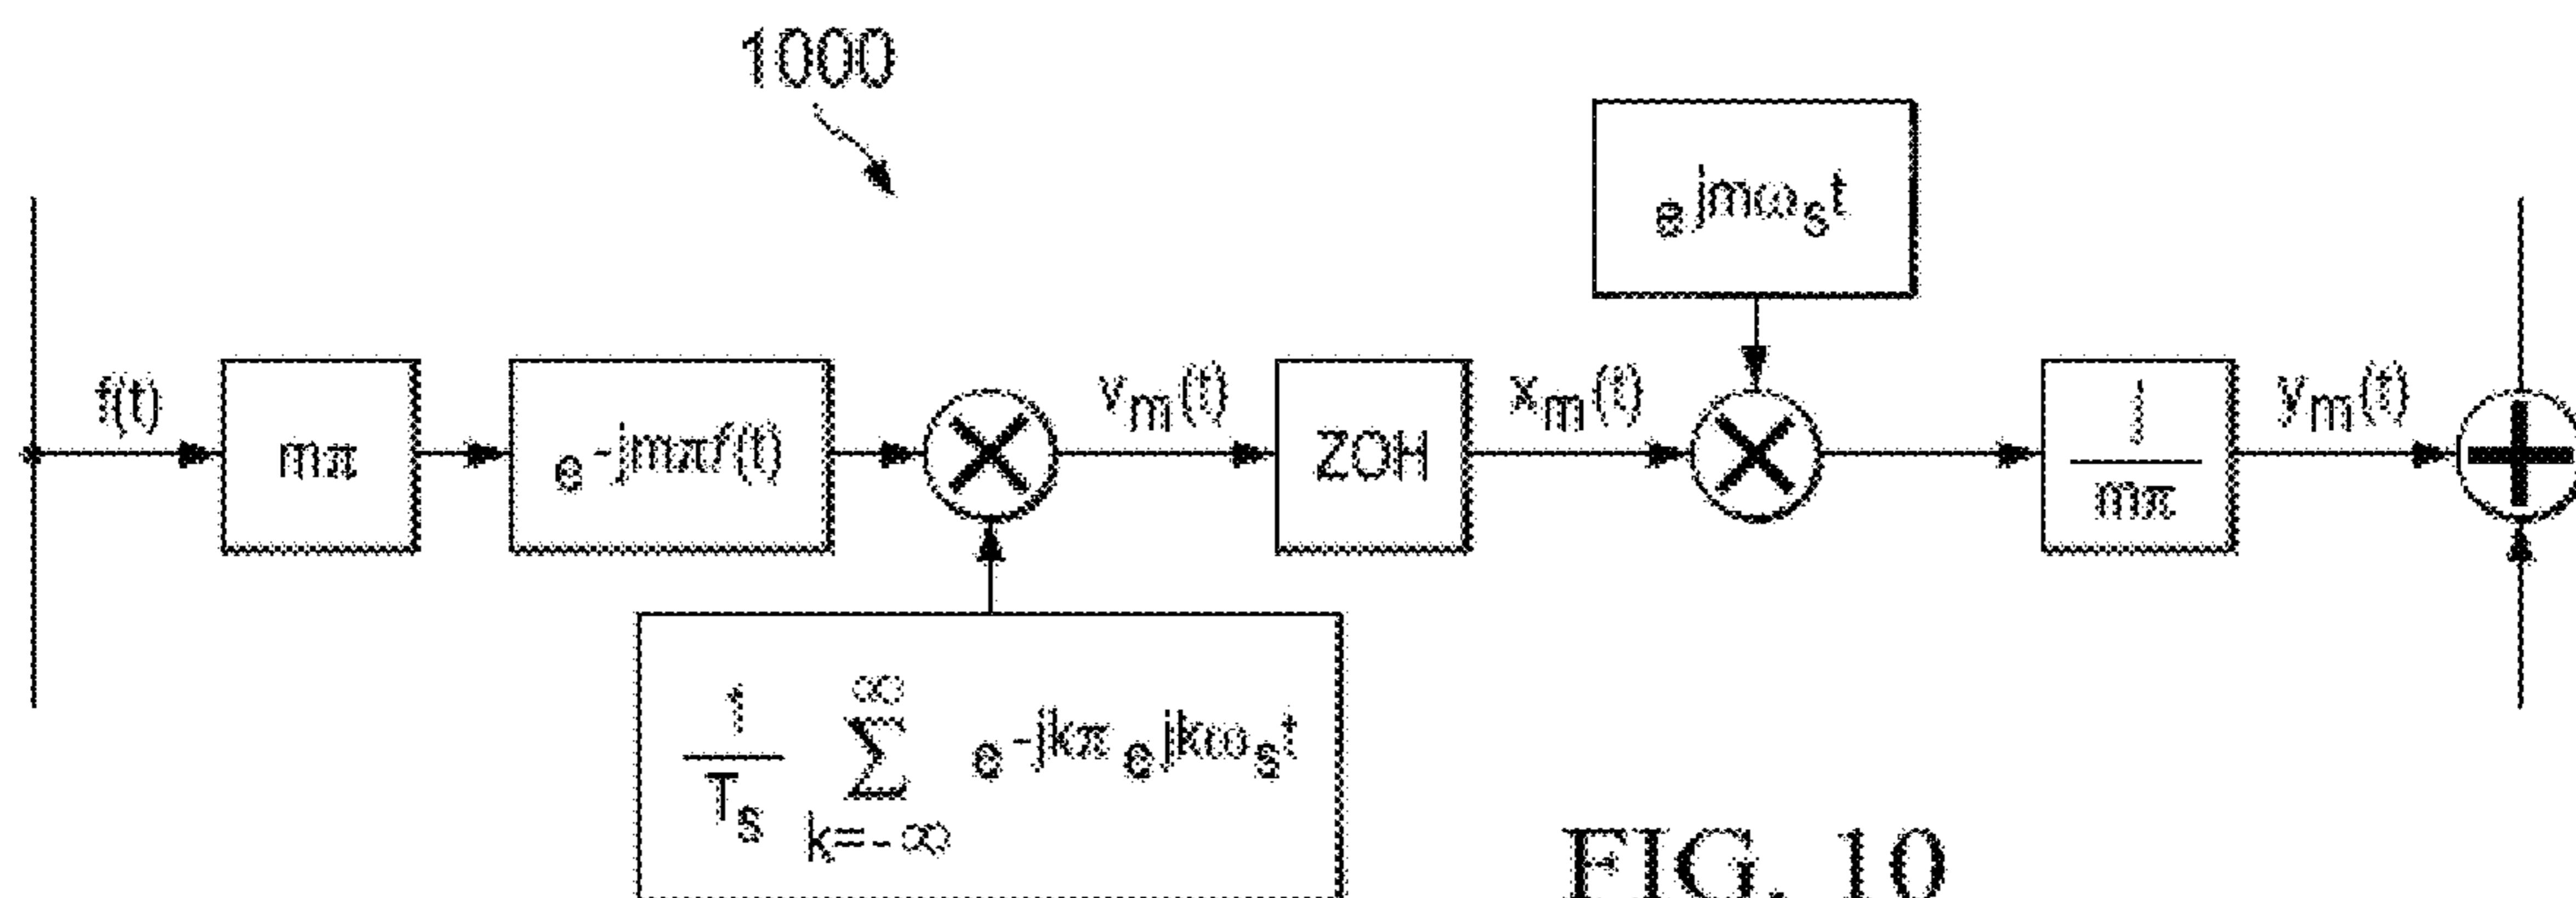 1000
e^{jmω_s t}
f(t)
mπ
e^{-jmπf(t)}
v_m(t)
ZOH
x_m(t)
j/mπ
y_m(t)
1/T_s ∑_{k=-∞}^{∞} e^{-jkπ} e^{jkω_s t}
FIG. 10